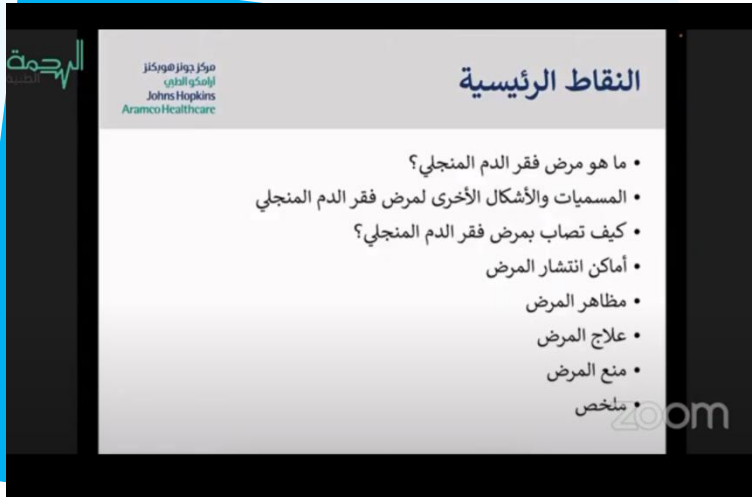 الرحمة
الطبية
مركز جونز هوبكنز
أرامكو الطبي
Johns Hopkins
Aramco Healthcare
النقاط الرئيسية
• ما هو مرض فقر الدم المنجلي؟
• المسميات والأشكال الأخرى لمرض فقر الدم المنجلي
• كيف تصاب بمرض فقر الدم المنجلي؟
• أماكن انتشار المرض
• مظاهر المرض
• علاج المرض
• منع المرض
• ملخص
zoom